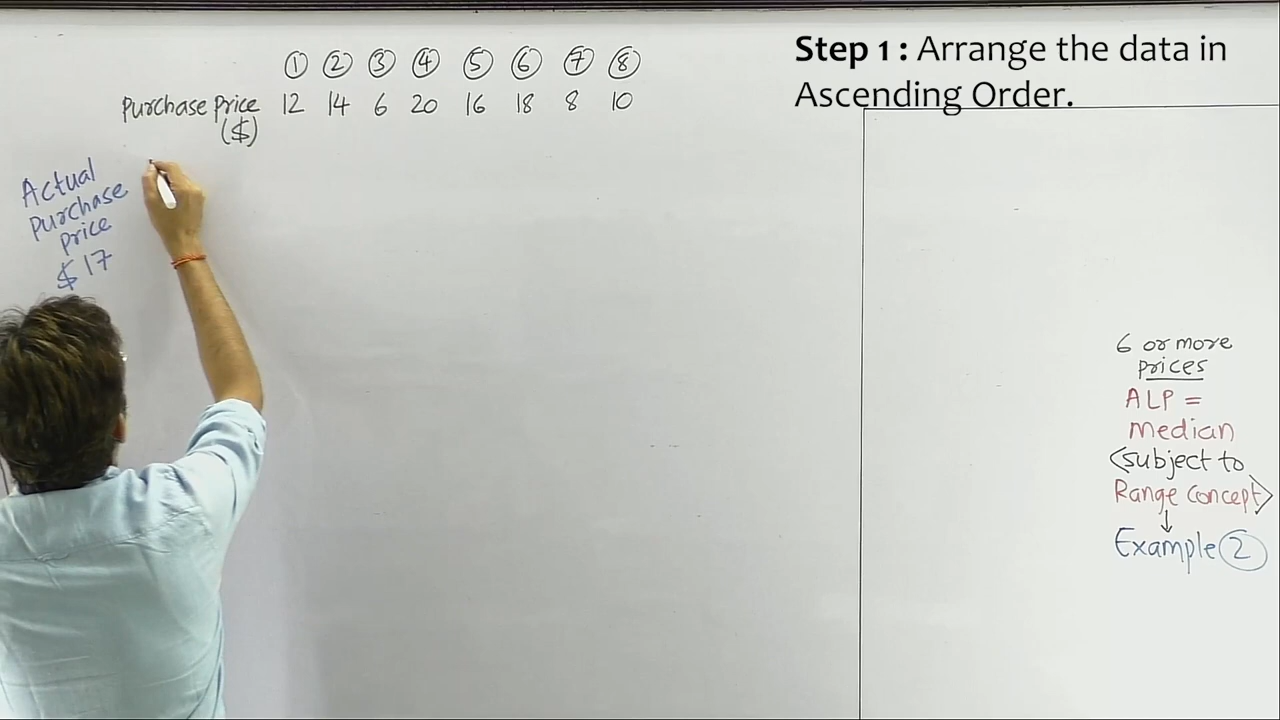 Step 1 : Arrange the data in
Ascending Order.
① ② ③ ④ ⑤ ⑥ ⑦ ⑧
Purchase Price 12 14 6 20 16 18 8 10
($)
Actual
Purchase
Price
$ 17
6 or more
prices
ALP =
Median
<subject to
Range concept>
↓
Example ②